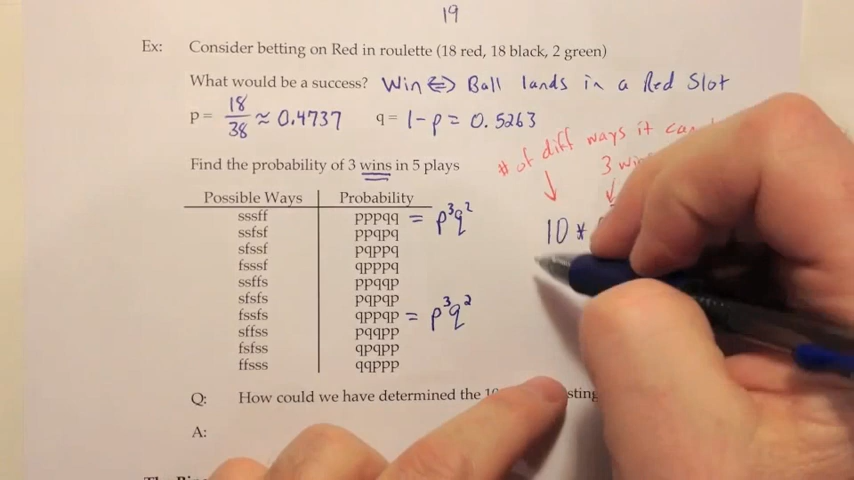 19
Ex: Consider betting on Red in roulette (18 red, 18 black, 2 green)
What would be a success? Win ⇔ Ball lands in a Red Slot
p = 18/38 ≈ 0.4737 q = 1-p = 0.5263
# of diff ways it
Find the probability of 3 wins in 5 plays
3
Possible Ways Probability
sssff pppqq = p³q²
ssfsf ppqpq
10 *
sfssf pqppq
fsssf qpppq
ssffs ppqqp
sfsfs pqpqp
fssfs qppqp = p³q²
sffss pqqpp
fsfss qpqpp
ffsss qqppp
Q: How could we have determined the
A: